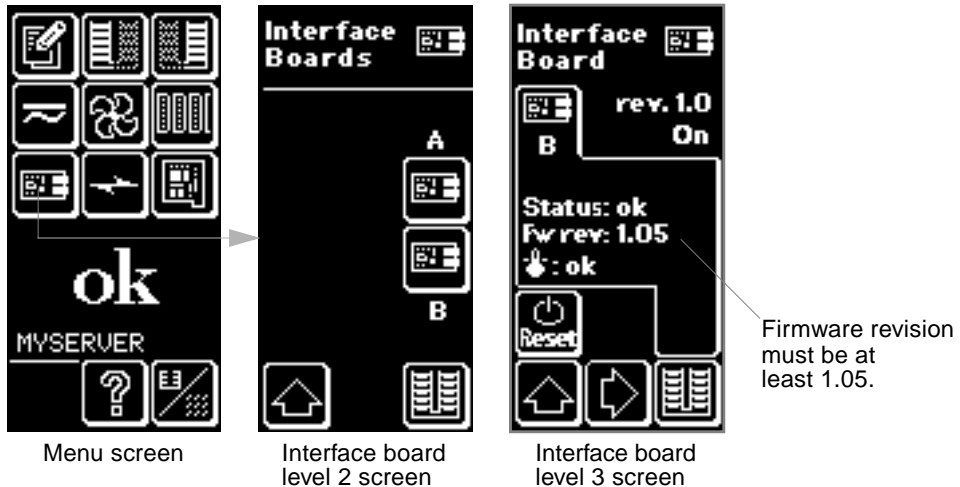 ok
MYSERVER
Menu screen
Interface
Boards
A
B
Interface board
level 2 screen
Interface
Board
rev. 1.0
On
B
Status: ok
Fw rev: 1.05
: ok
Reset
Interface board
level 3 screen
Firmware revision
must be at
least 1.05.